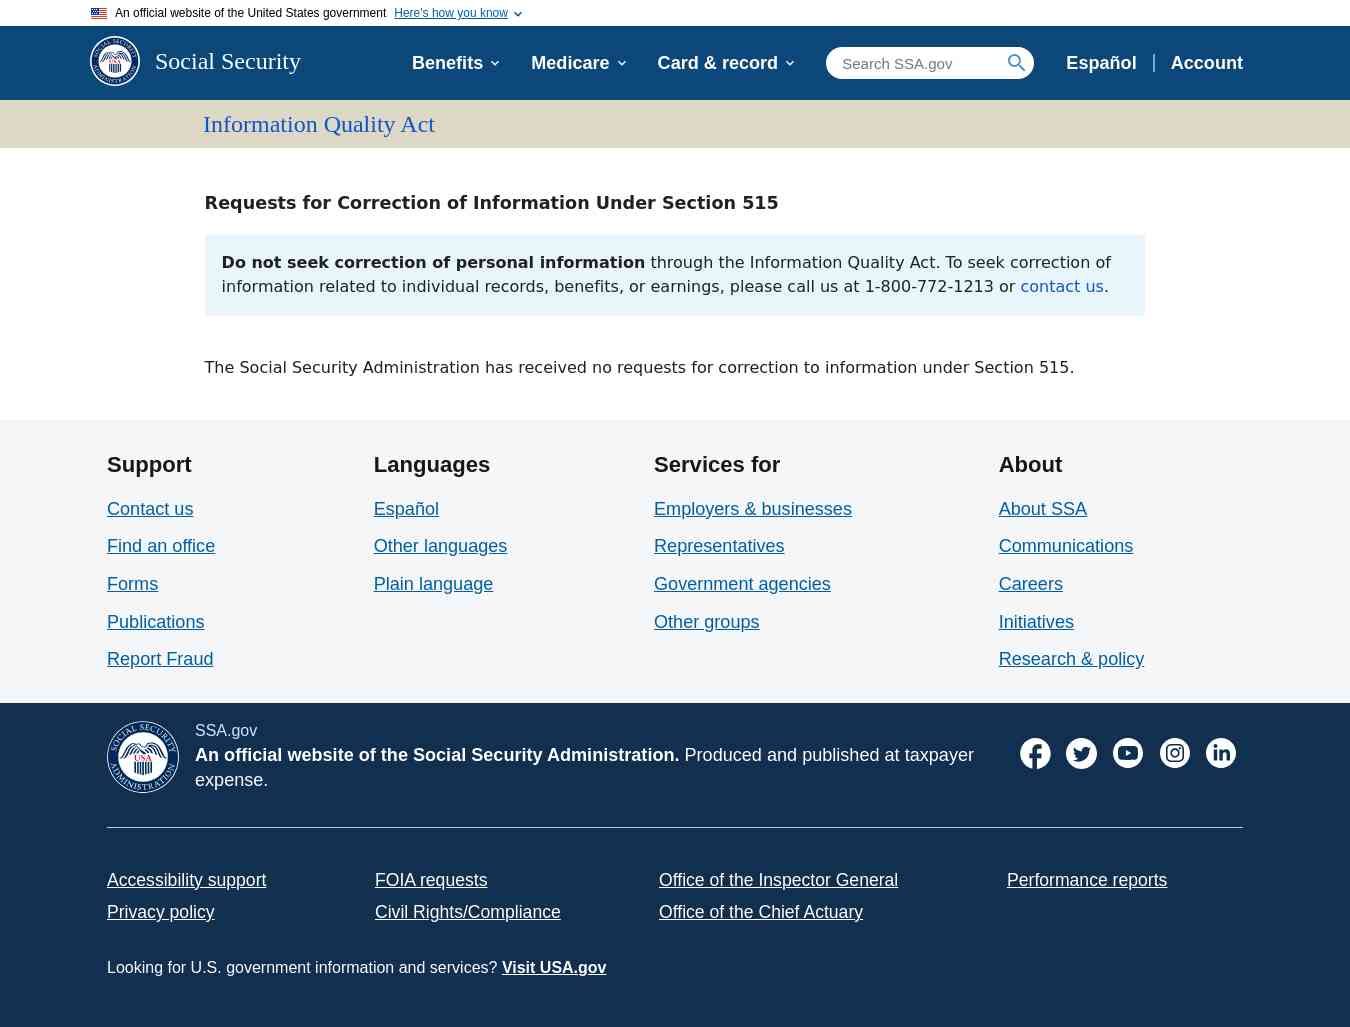 An official website of the United States government Here's how you know
Social Security
Benefits
Medicare
Card & record
Search SSA.gov
Español
Account
Information Quality Act
Requests for Correction of Information Under Section 515
Do not seek correction of personal information through the Information Quality Act. To seek correction of
information related to individual records, benefits, or earnings, please call us at 1-800-772-1213 or contact us.
The Social Security Administration has received no requests for correction to information under Section 515.
Support
Contact us
Find an office
Forms
Publications
Report Fraud
Languages
Español
Other languages
Plain language
Services for
Employers & businesses
Representatives
Government agencies
Other groups
About
About SSA
Communications
Careers
Initiatives
Research & policy
SOCIAL SECURITY
USA
ADMINISTRATION
SSA.gov
An official website of the Social Security Administration. Produced and published at taxpayer
expense.
Accessibility support
FOIA requests
Office of the Inspector General
Performance reports
Privacy policy
Civil Rights/Compliance
Office of the Chief Actuary
Looking for U.S. government information and services? Visit USA.gov